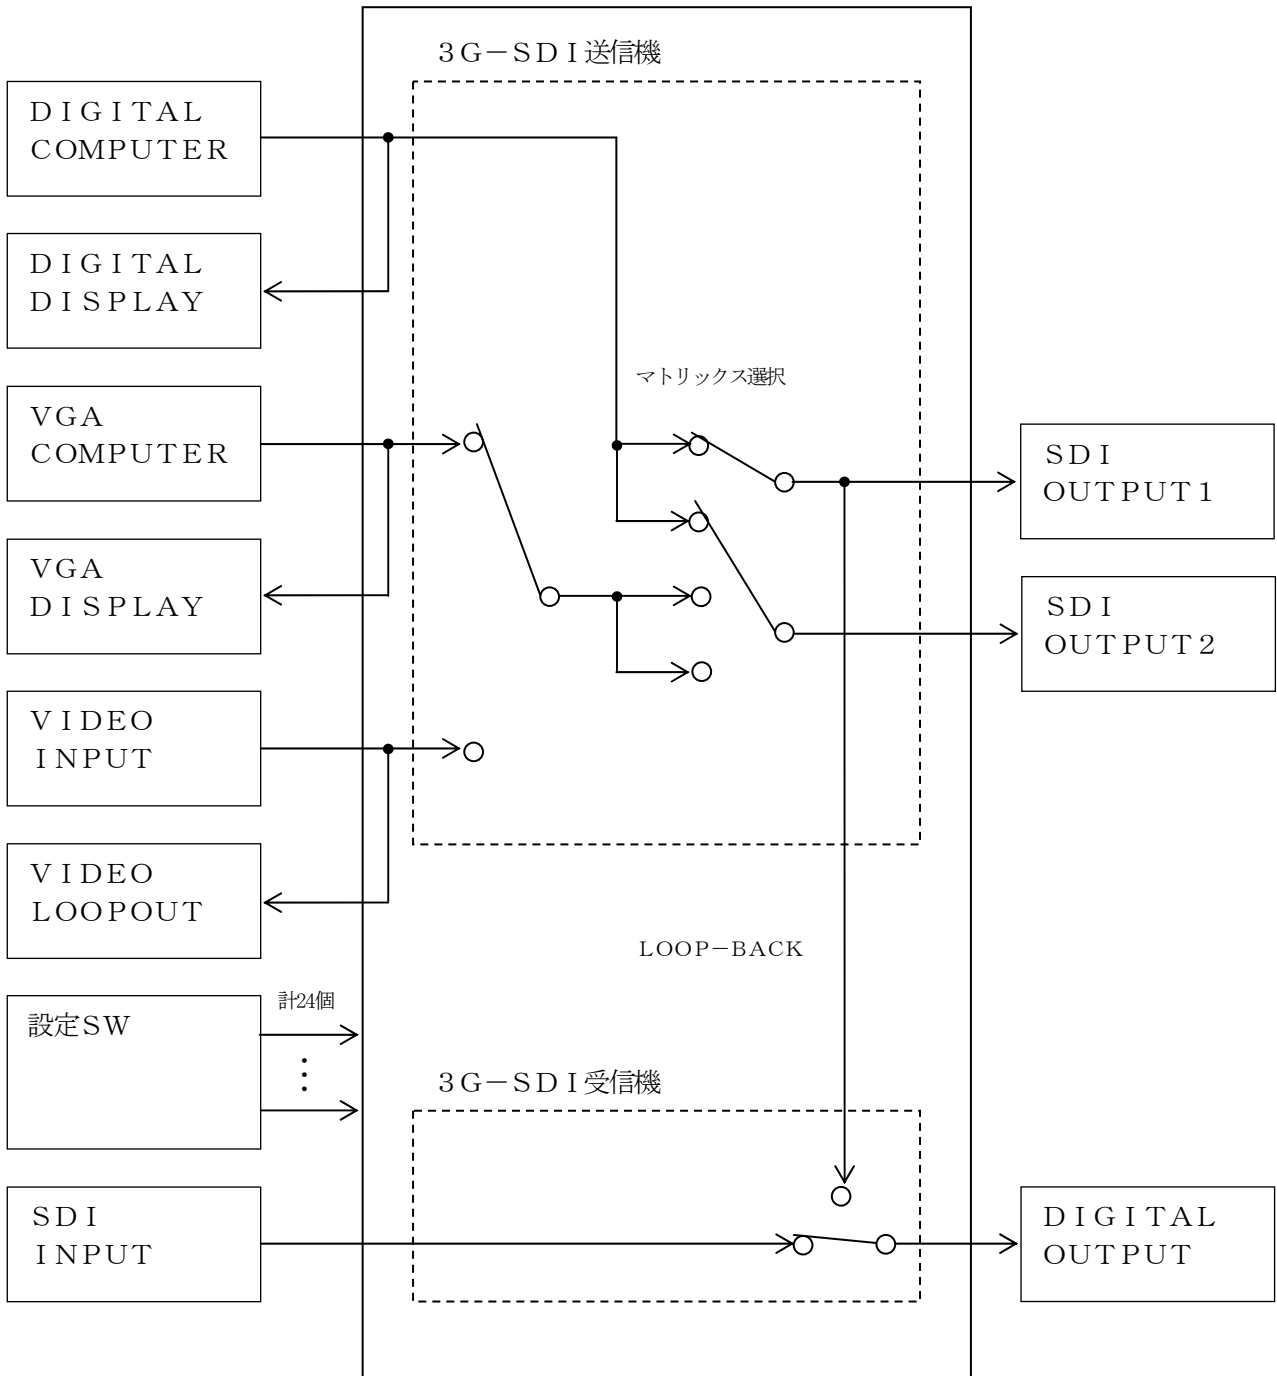 ３Ｇ－ＳＤＩ送信機
ＤＩＧＩＴＡＬ
ＣＯＭＰＵＴＥＲ
ＤＩＧＩＴＡＬ
ＤＩＳＰＬＡＹ
マトリックス選択
ＶＧＡ
ＣＯＭＰＵＴＥＲ
ＳＤＩ
ＯＵＴＰＵＴ１
ＶＧＡ
ＤＩＳＰＬＡＹ
ＳＤＩ
ＯＵＴＰＵＴ２
ＶＩＤＥＯ
ＩＮＰＵＴ
ＶＩＤＥＯ
ＬＯＯＰＯＵＴ
ＬＯＯＰ－ＢＡＣＫ
計24個
設定ＳＷ
３Ｇ－ＳＤＩ受信機
ＳＤＩ
ＩＮＰＵＴ
ＤＩＧＩＴＡＬ
ＯＵＴＰＵＴ